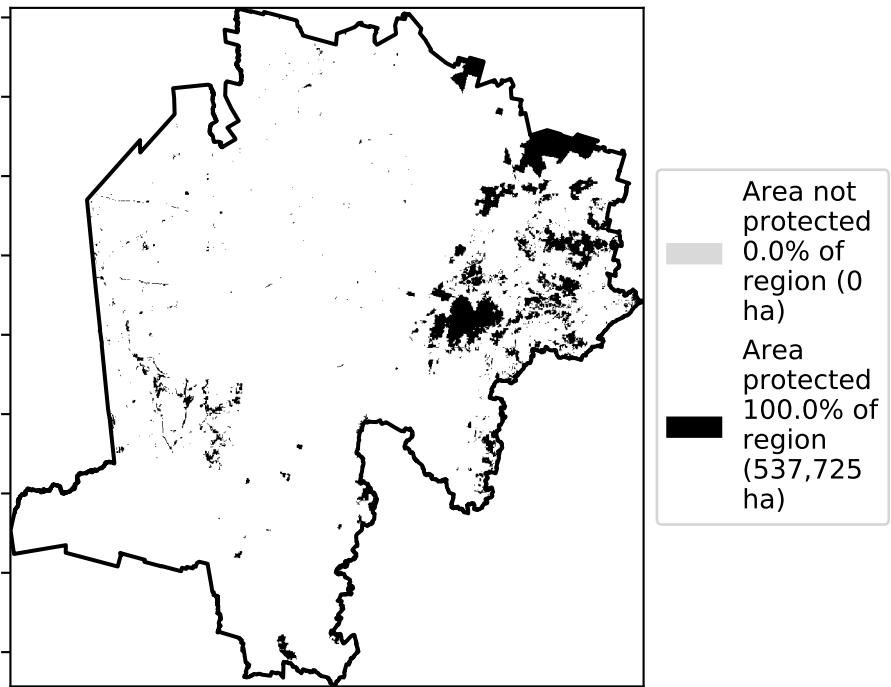 Area not
protected
0.0% of
region (0
ha)
Area
protected
100.0% of
region
(537,725
ha)